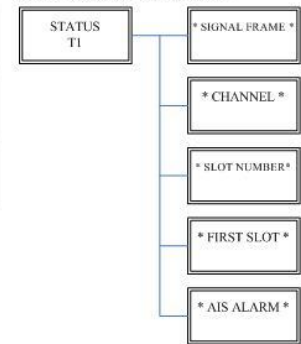 STATUS
T1
* SIGNAL FRAME *
* CHANNEL *
* SLOT NUMBER*
* FIRST SLOT *
* AIS ALARM *